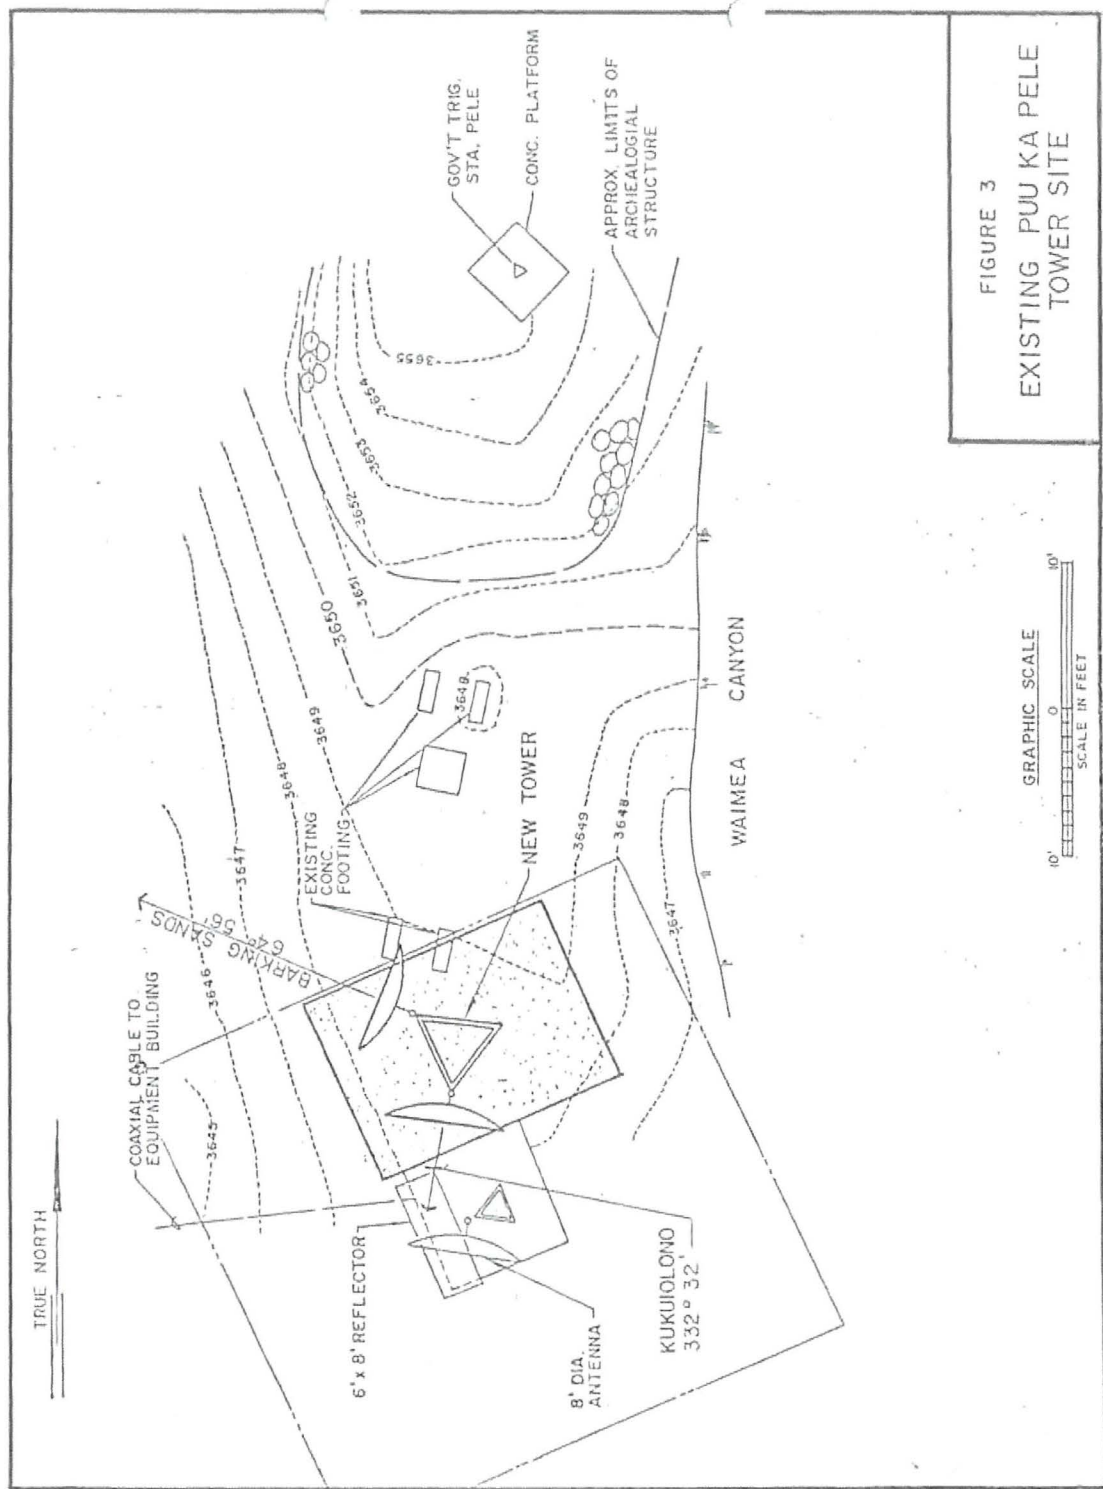 TRUE NORTH
COAXIAL CABLE TO
EQUIPMENT BUILDING
BARKING SANDS
64° 56'
3645
3646
3647
3648
3649
3650
3651
3652
3653
3654
3655
EXISTING
CONC.
FOOTING
3648
NEW TOWER
3649
3648
3647
6' x 8' REFLECTOR
8' DIA.
ANTENNA
KUKUIOLONO
332° 32'
GOV'T TRIG.
STA. PELE
CONC. PLATFORM
APPROX. LIMITS OF
ARCHEALOGIAL
STRUCTURE
WAIMEA CANYON
GRAPHIC SCALE
10' 0 10'
SCALE IN FEET
FIGURE 3
EXISTING PUU KA PELE
TOWER SITE